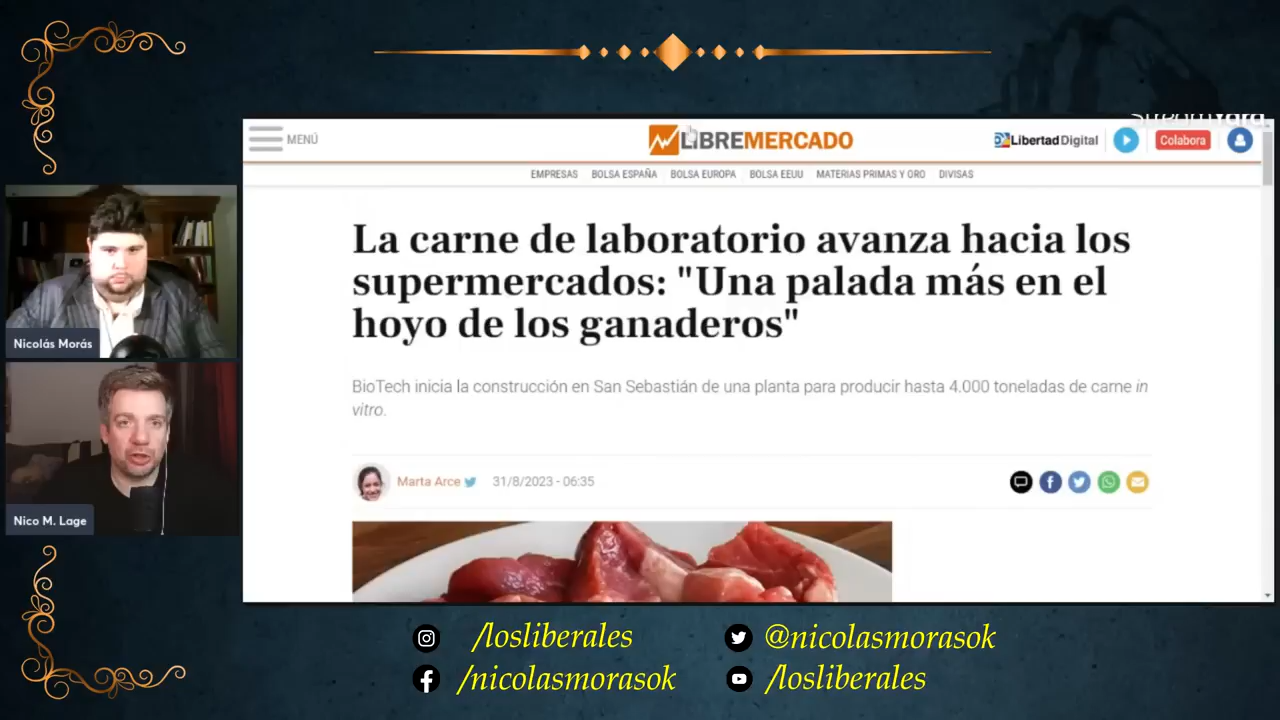 StreamYard
MENÚ
LIBREMERCADO
LibertadDigital
Colabora
EMPRESAS BOLSA ESPAÑA BOLSA EUROPA BOLSA EEUU MATERIAS PRIMAS Y ORO DIVISAS
La carne de laboratorio avanza hacia los
supermercados: "Una palada más en el
hoyo de los ganaderos"
BioTech inicia la construcción en San Sebastián de una planta para producir hasta 4.000 toneladas de carne in
vitro.
Marta Arce
31/8/2023 - 06:35
Nicolás Morás
Nico M. Lage
/losliberales
@nicolasmorasok
/nicolasmorasok
/losliberales